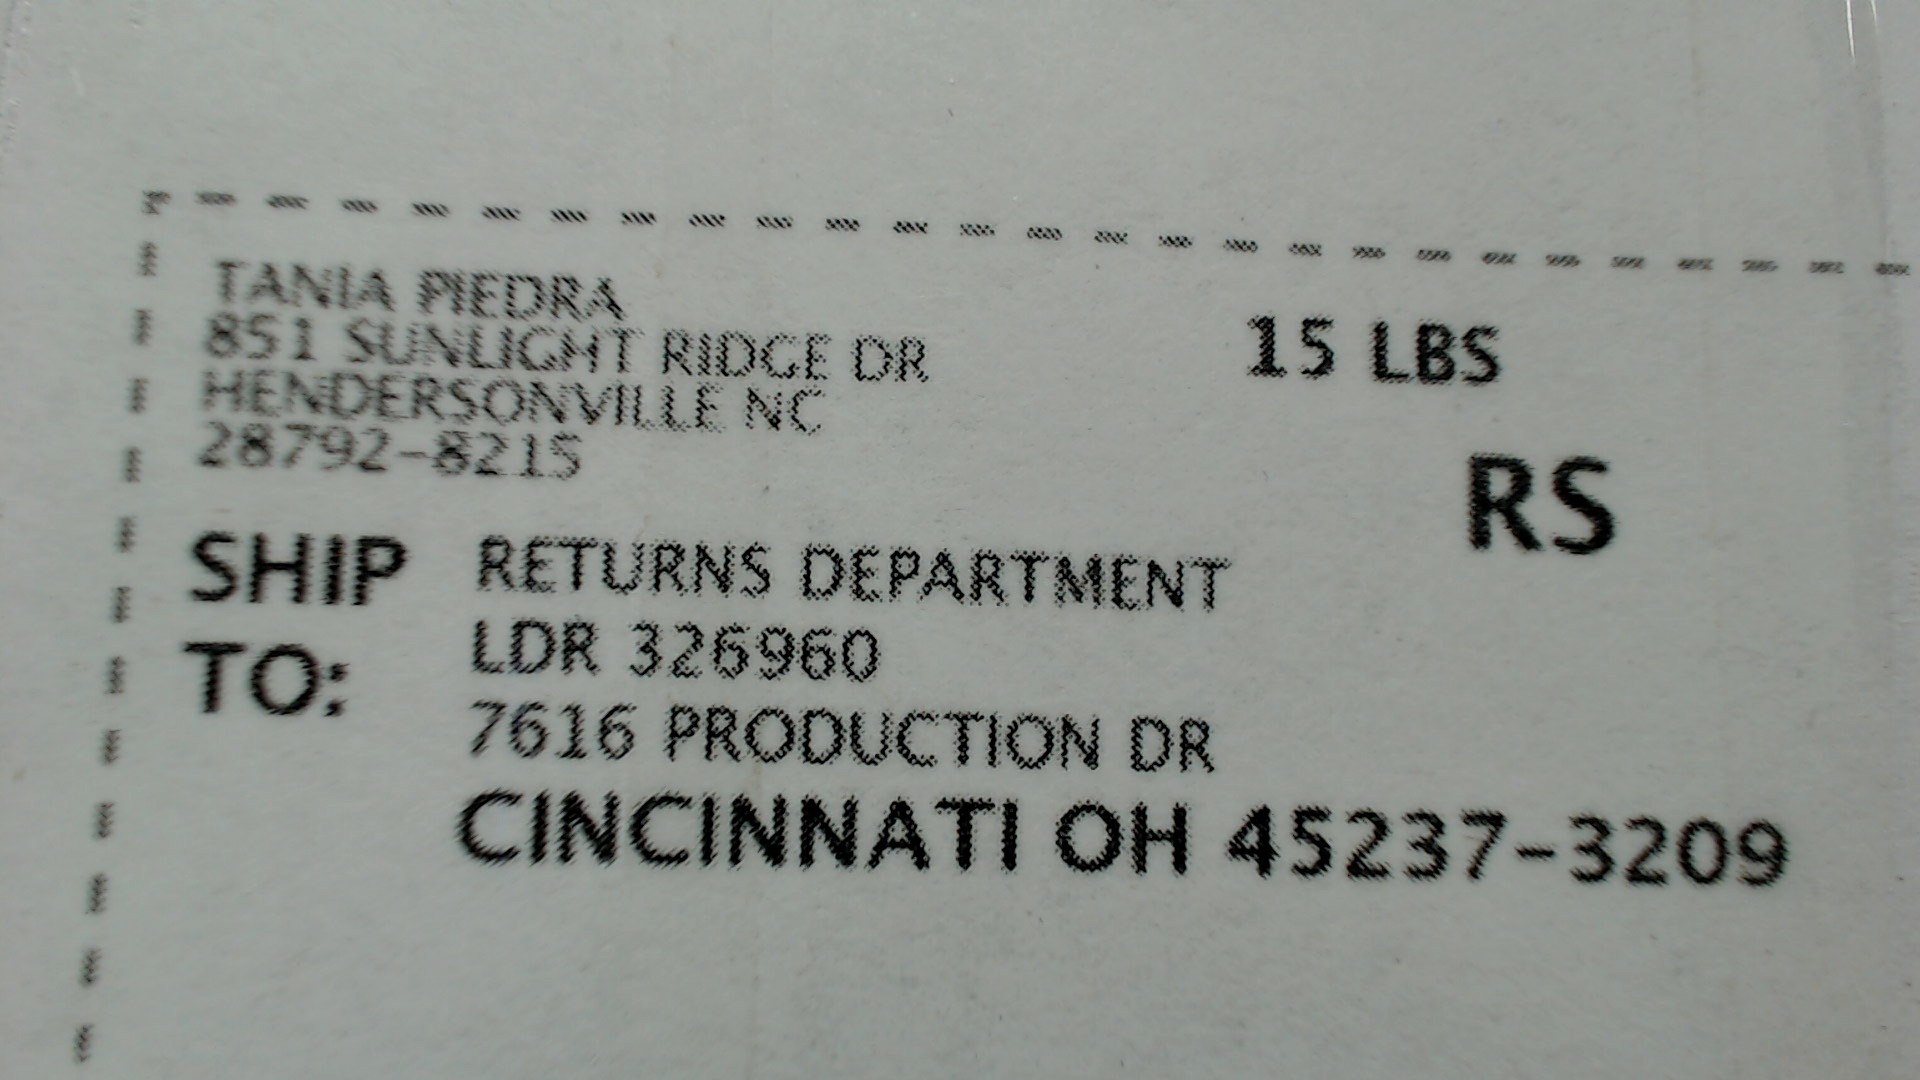 TANIA PIEDRA
851 SUNLIGHT RIDGE DR
HENDERSONVILLE NC
28792-8215
15 LBS
RS
SHIP TO:
RETURNS DEPARTMENT
LDR 326960
7616 PRODUCTION DR
CINCINNATI OH 45237-3209